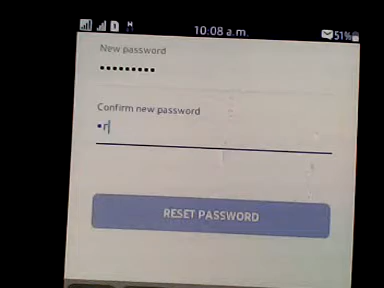 10:08 a.m.
51%
New password
•••••••••
Confirm new password
•r
RESET PASSWORD